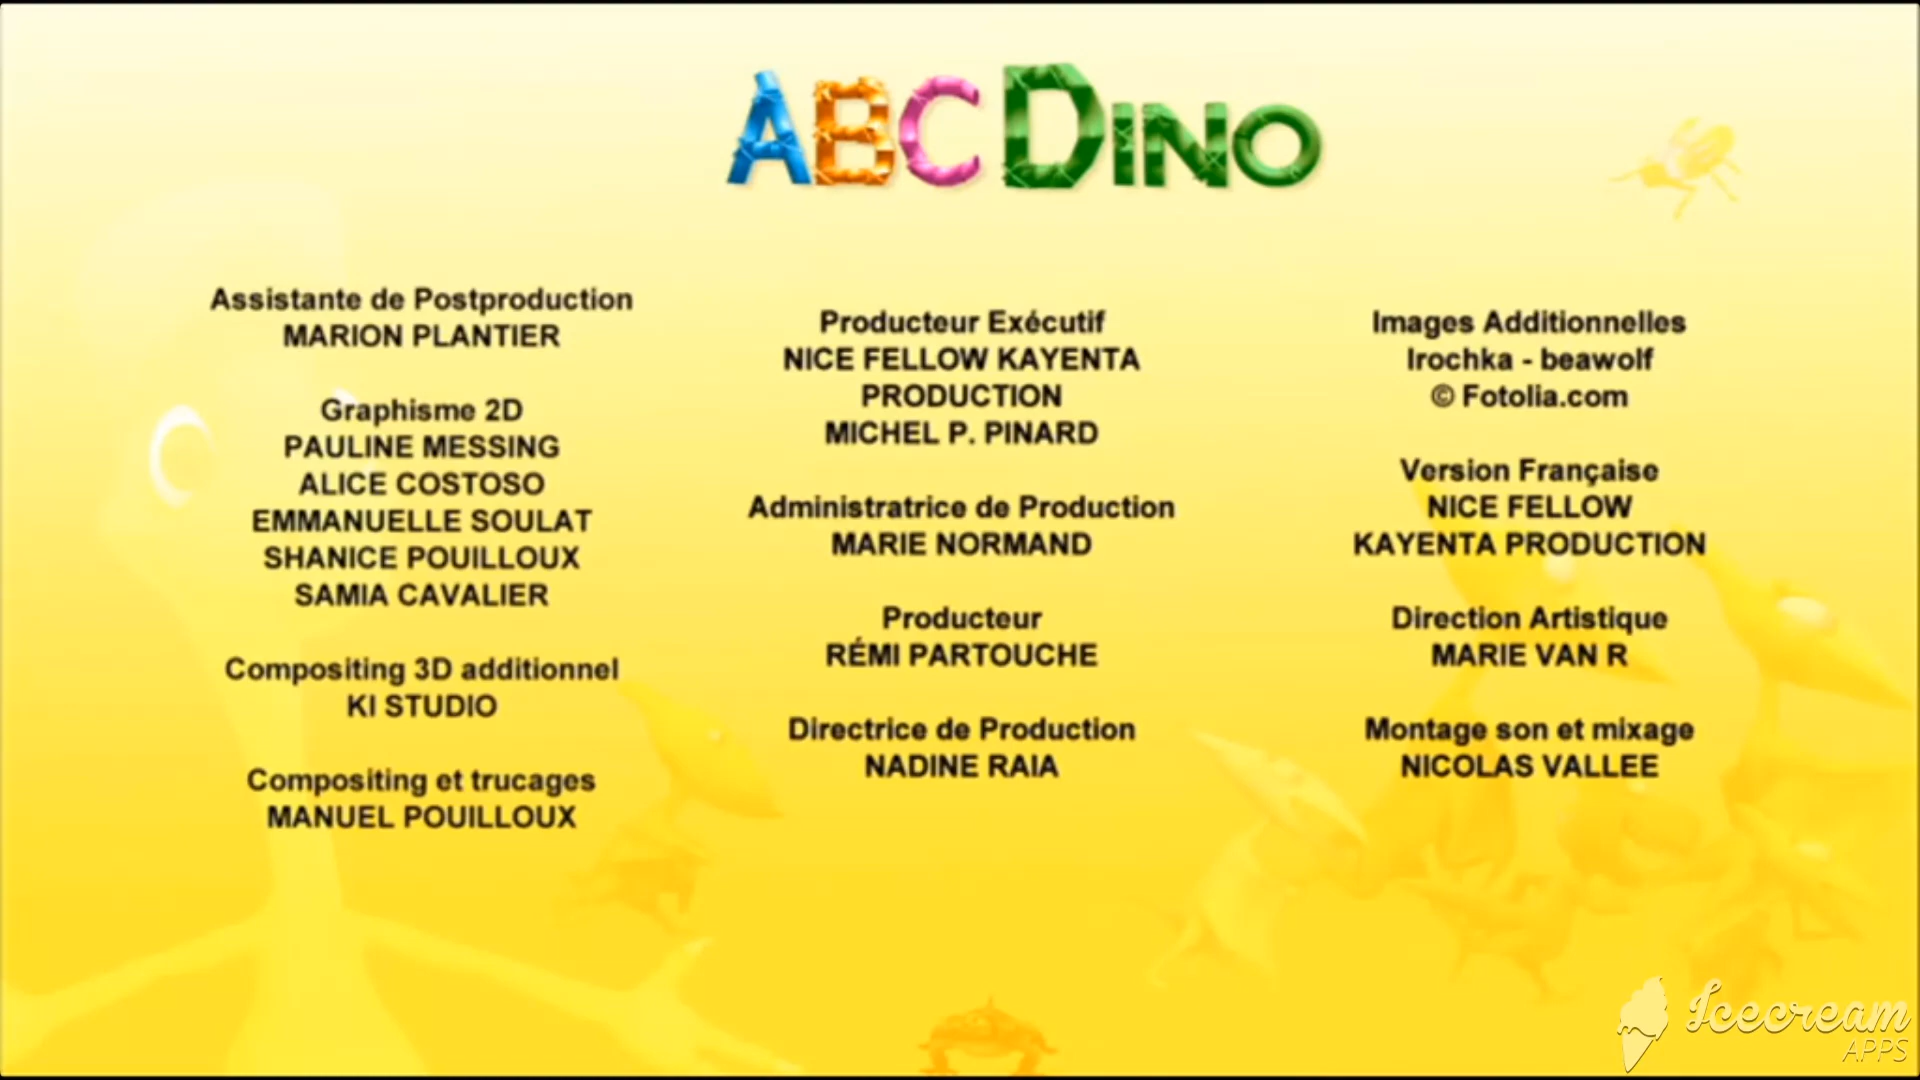 ABC DINO
Assistante de Postproduction
MARION PLANTIER
Graphisme 2D
PAULINE MESSING
ALICE COSTOSO
EMMANUELLE SOULAT
SHANICE POUILLOUX
SAMIA CAVALIER
Compositing 3D additionnel
KI STUDIO
Compositing et trucages
MANUEL POUILLOUX
Producteur Exécutif
NICE FELLOW KAYENTA
PRODUCTION
MICHEL P. PINARD
Administratrice de Production
MARIE NORMAND
Producteur
RÉMI PARTOUCHE
Directrice de Production
NADINE RAIA
Images Additionnelles
Irochka - beawolf
© Fotolia.com
Version Française
NICE FELLOW
KAYENTA PRODUCTION
Direction Artistique
MARIE VAN R
Montage son et mixage
NICOLAS VALLEE
Icecream
APPS